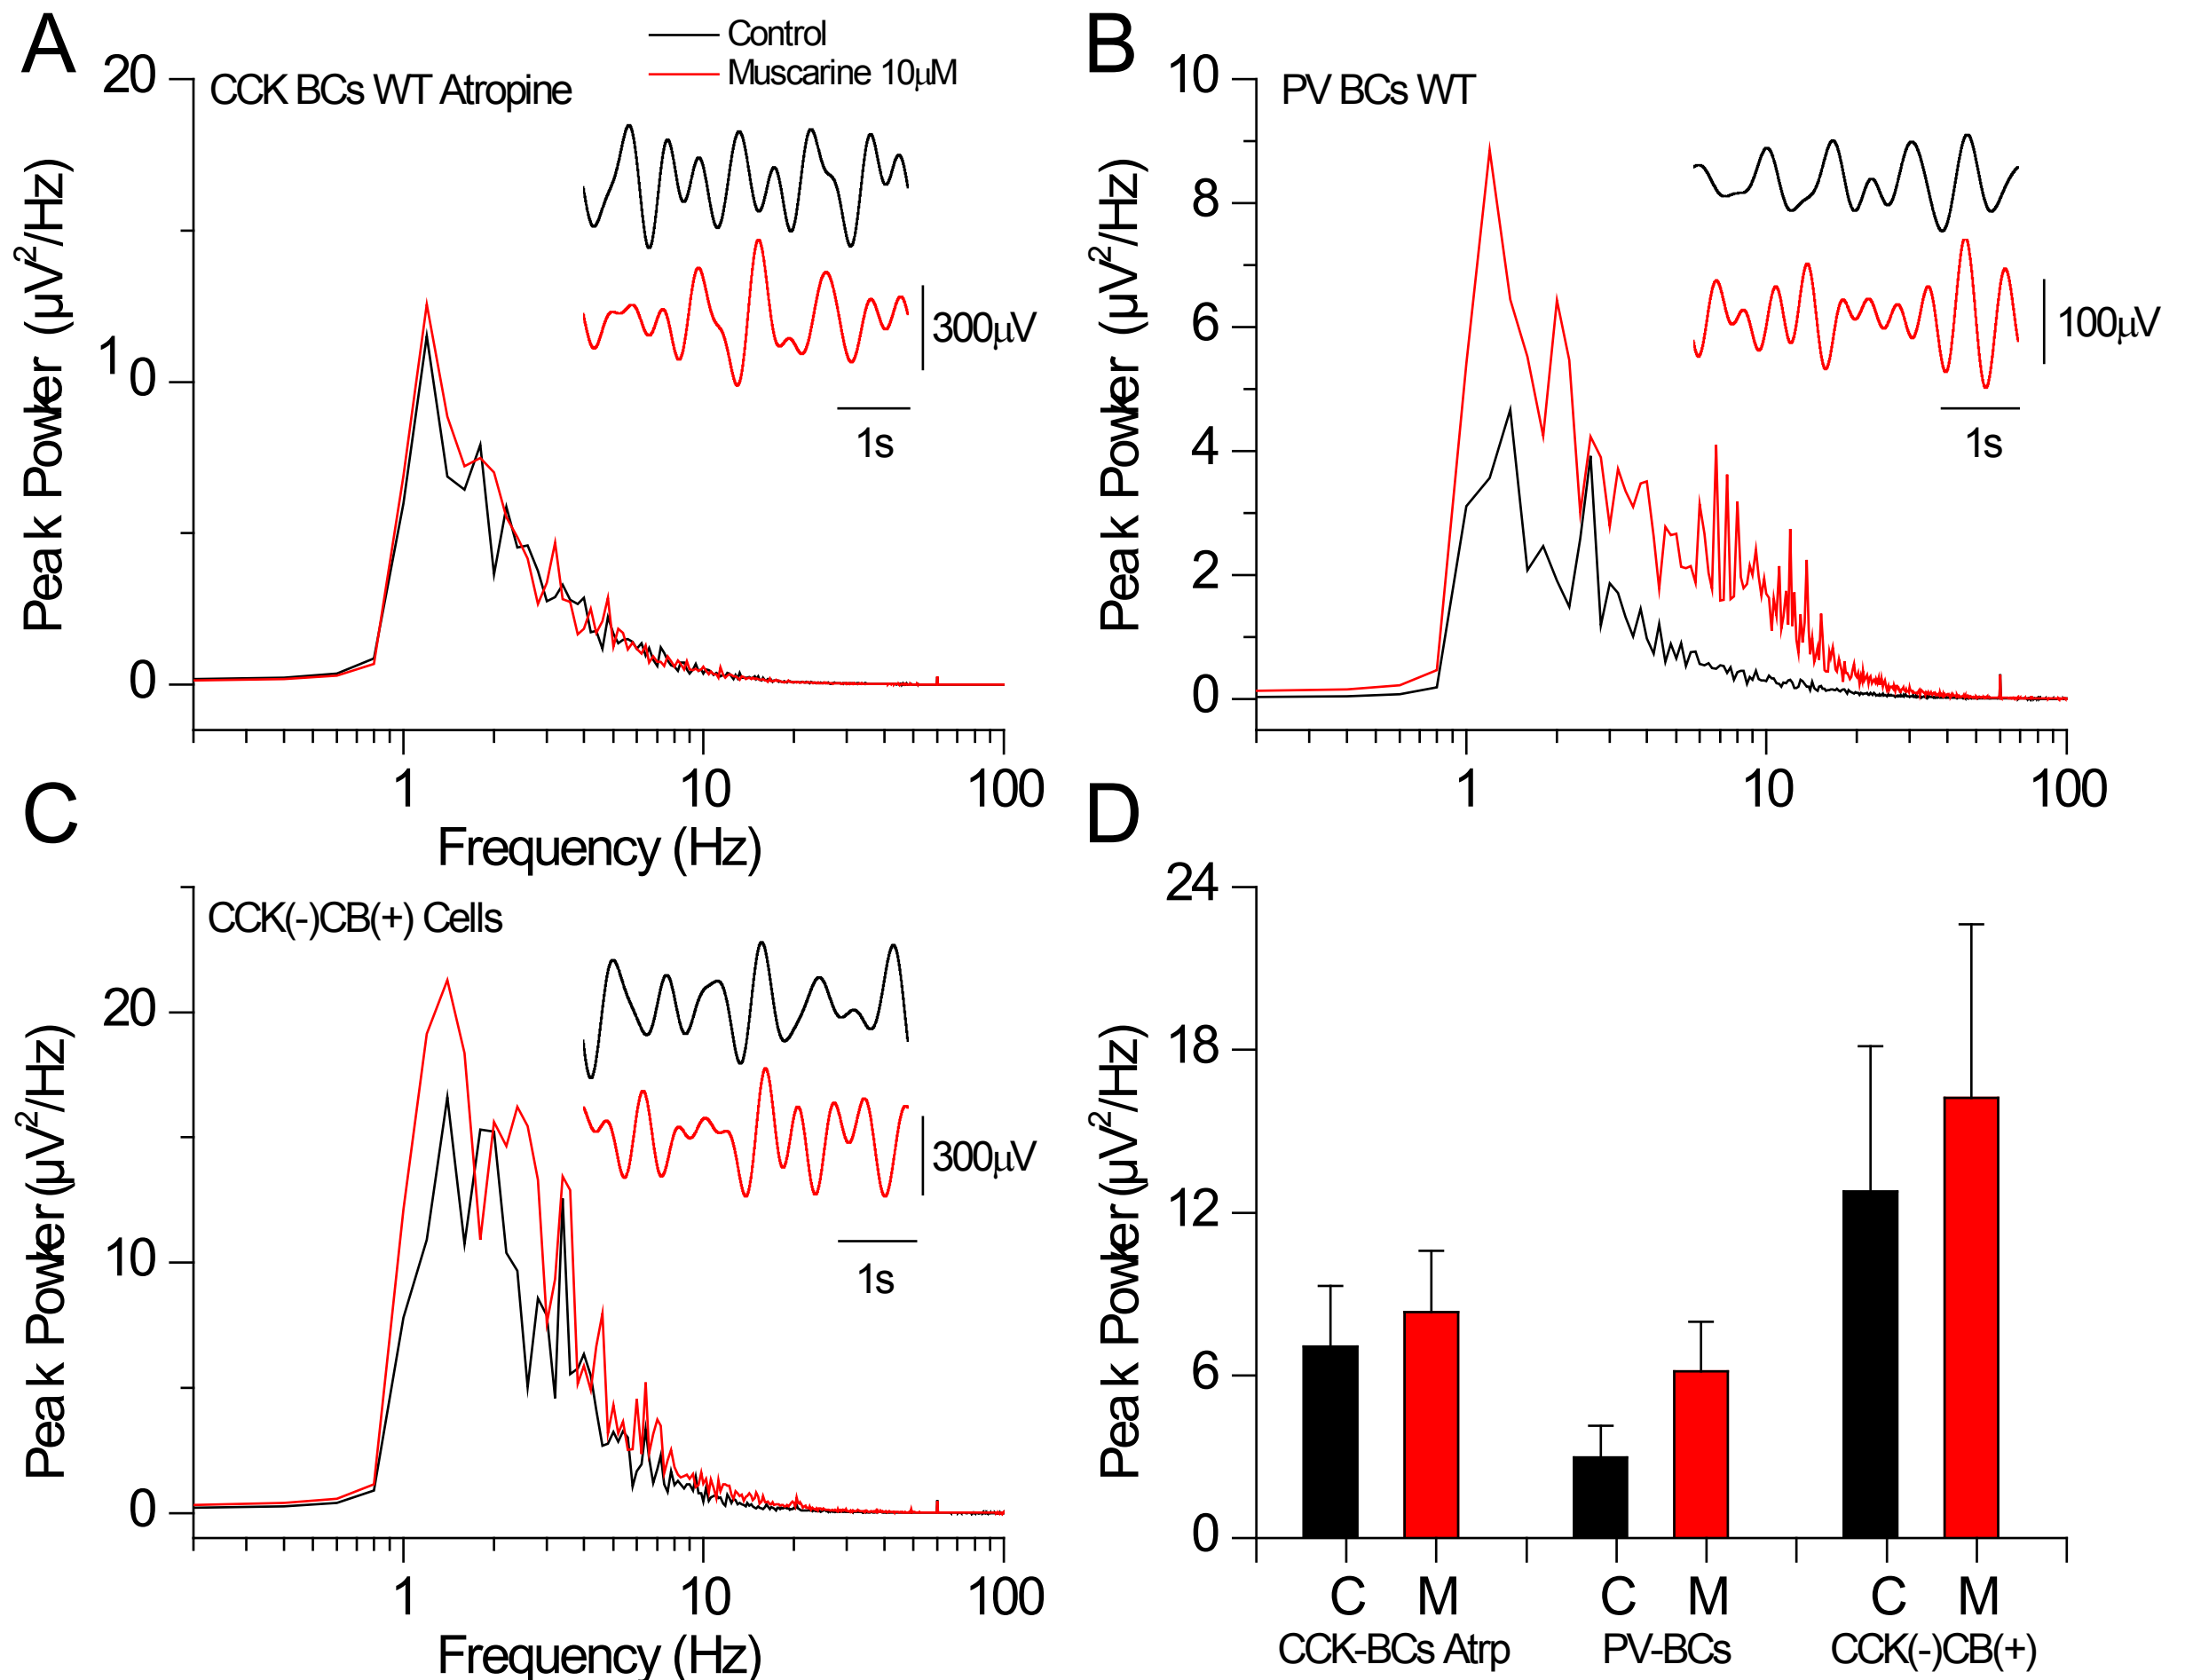 A
Control
Muscarine 10µM
20
CCK BCs WT Atropine
10
0
Peak Power (µV²/Hz)
300µV
1s
1 10 100
Frequency (Hz)
B
10
PV BCs WT
8
6
4
2
0
Peak Power (µV²/Hz)
100µV
1s
1 10 100
C
CCK(-)CB(+) Cells
20
10
0
Peak Power (µV²/Hz)
300µV
1s
1 10 100
Frequency (Hz)
D
24
18
12
6
0
Peak Power (µV²/Hz)
C M C M C M
CCK-BCs Atrp PV-BCs CCK(-)CB(+)